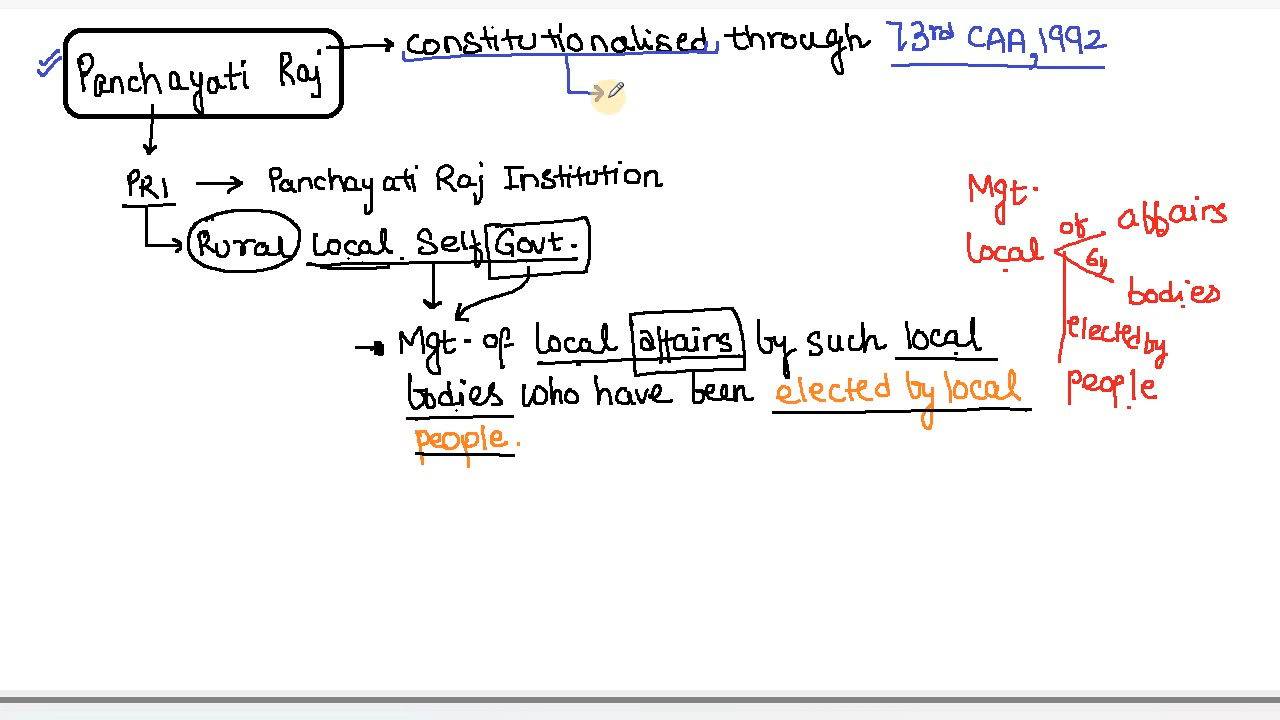 Panchayati Raj → constitutionalised through 73rd CAA, 1992
PRI → Panchayati Raj Institution
Rural Local Self Govt.
→ Mgt. of local affairs by such local
bodies who have been elected by local
people.
Mgt.
local of affairs
by bodies
elected by
people